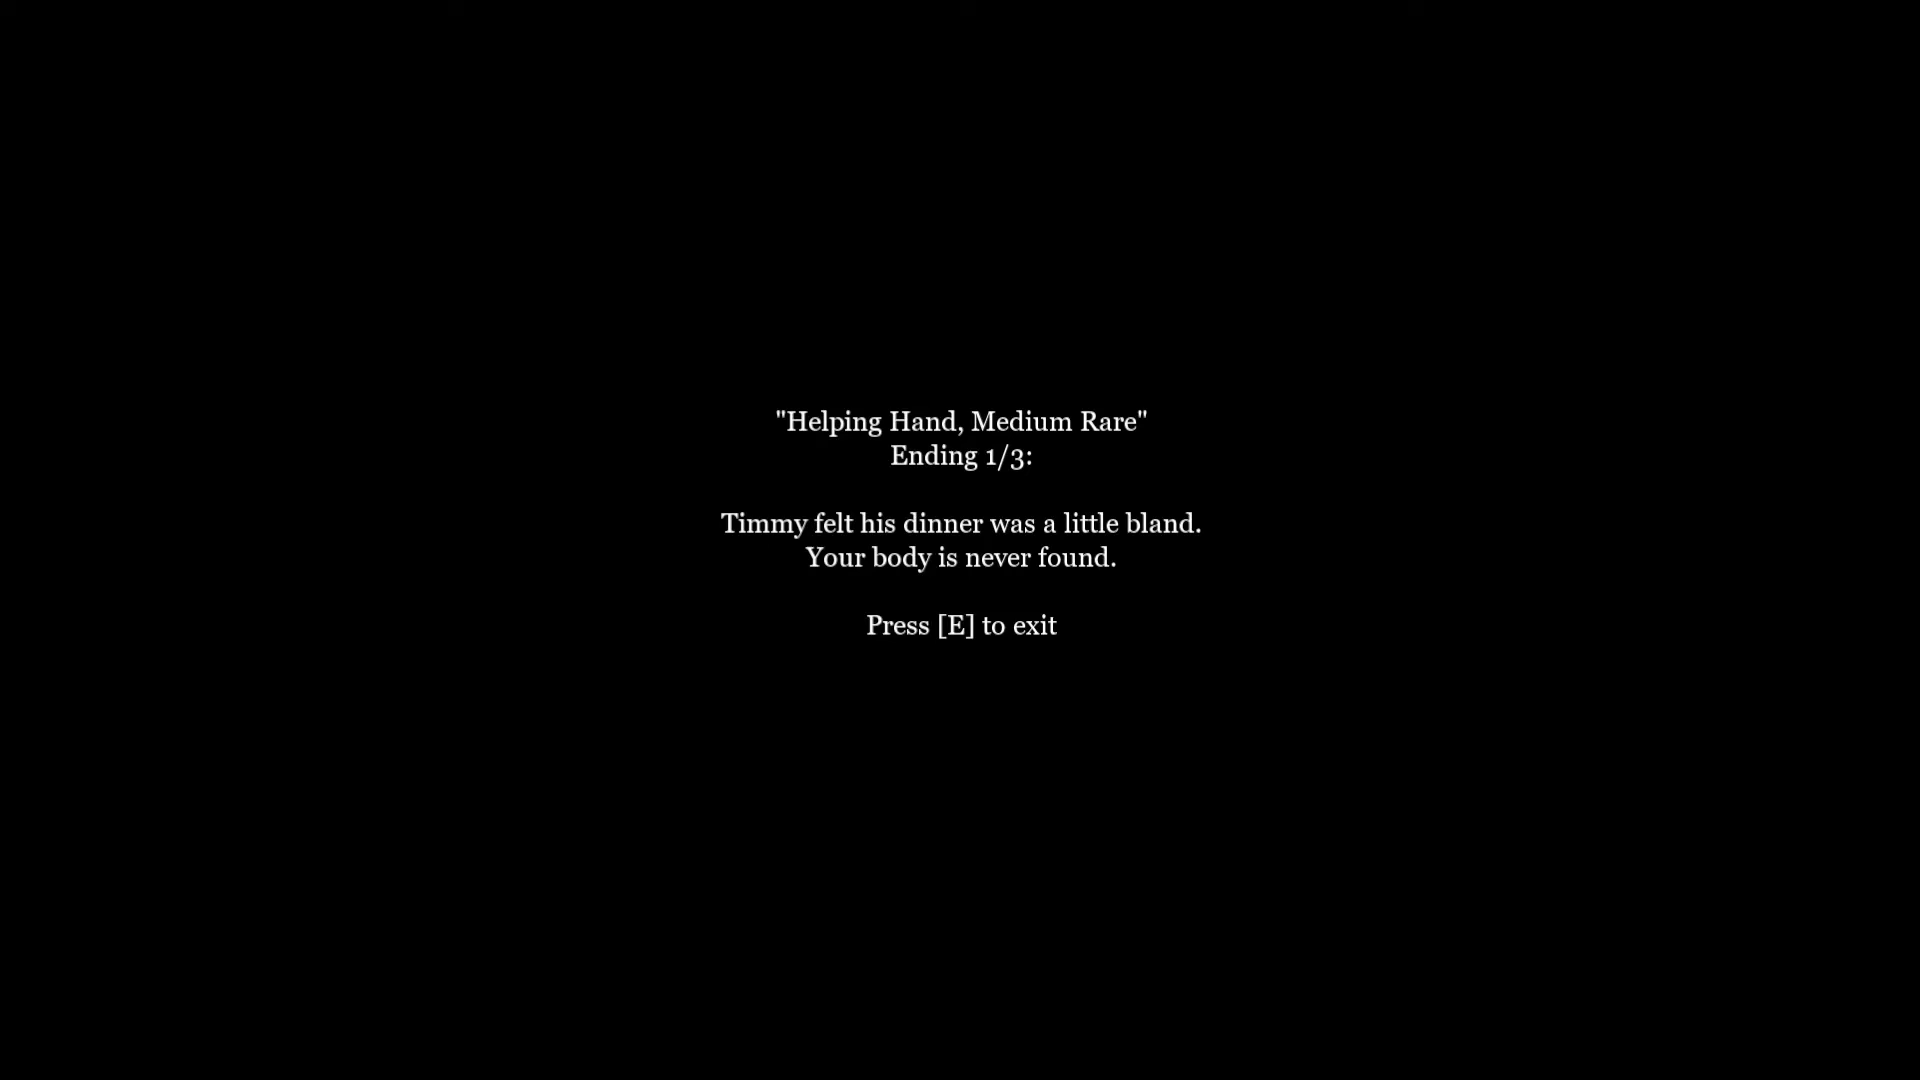 "Helping Hand, Medium Rare"
Ending 1/3:
Timmy felt his dinner was a little bland.
Your body is never found.
Press [E] to exit